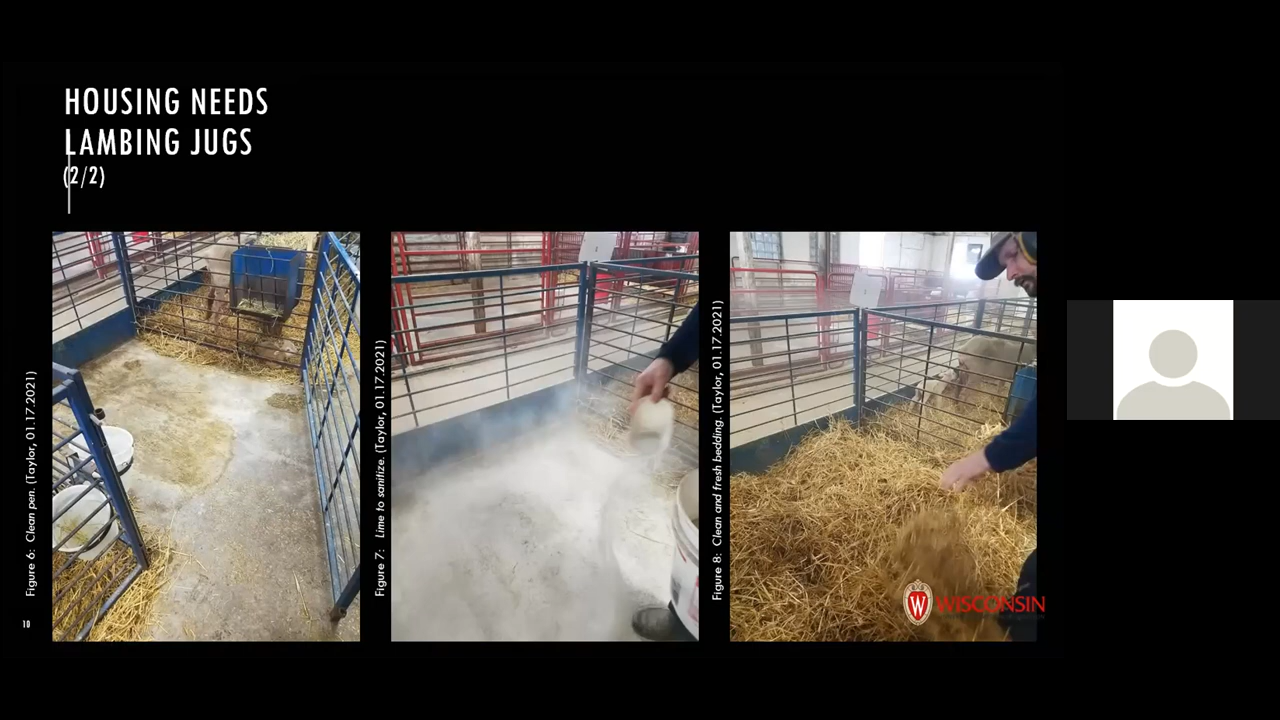 HOUSING NEEDS
LAMBING JUGS
(2/2)
Figure 6: Clean pen. (Taylor, 01.17.2021)
Figure 7: Lime to sanitize. (Taylor, 01.17.2021)
Figure 8: Clean and fresh bedding. (Taylor, 01.17.2021)
W WISCONSIN
10